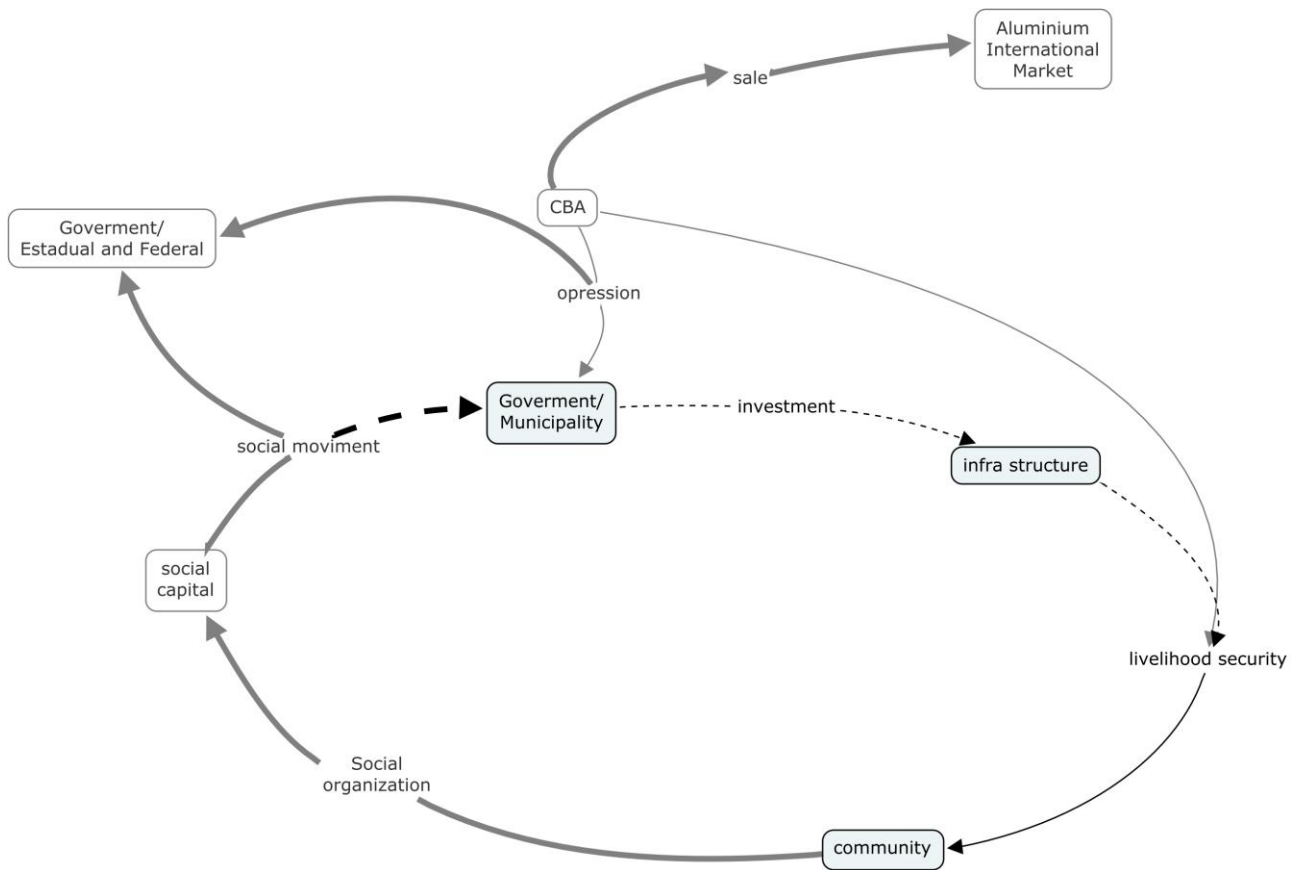 Aluminium
International
Market
sale
CBA
Goverment/
Estadual and Federal
opression
Goverment/
Municipality
investment
social moviment
infra structure
social
capital
livelihood security
Social
organization
community